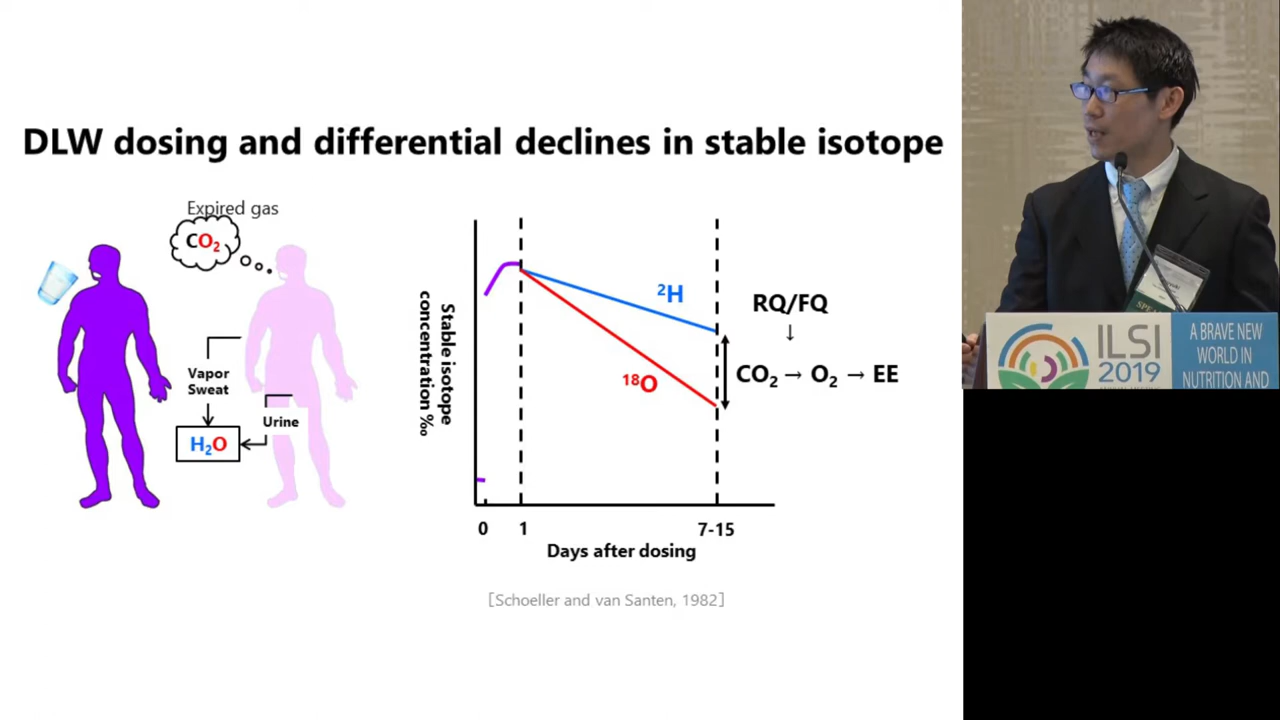 DLW dosing and differential declines in stable isotope
Expired gas
CO₂
Vapor
Sweat
Urine
H₂O
Stable isotope
concentration ‰
²H
¹⁸O
RQ/FQ
↓
CO₂ → O₂ → EE
0 1 7-15
Days after dosing
[Schoeller and van Santen, 1982]
ILSI
2019
A BRAVE NEW
WORLD IN
NUTRITION AND